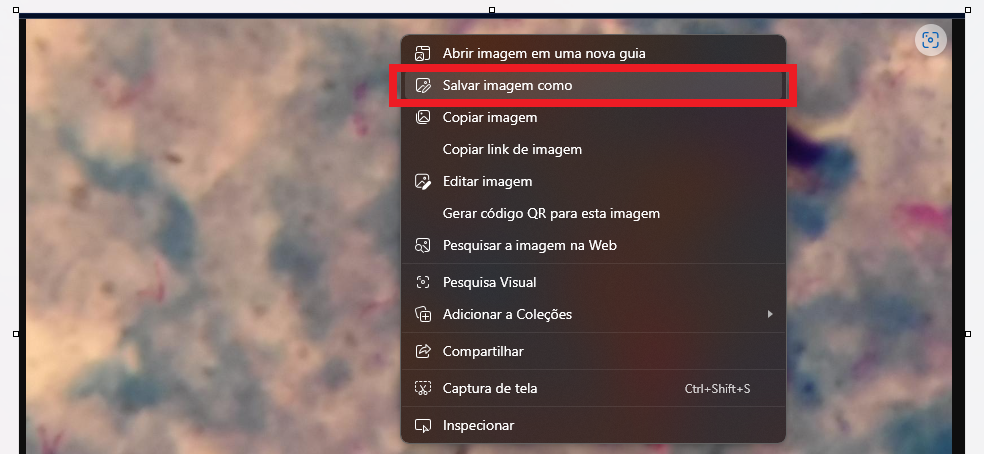 Abrir imagem em uma nova guia
Salvar imagem como
Copiar imagem
Copiar link de imagem
Editar imagem
Gerar código QR para esta imagem
Pesquisar a imagem na Web
Pesquisa Visual
Adicionar a Coleções
Compartilhar
Captura de tela Ctrl+Shift+S
Inspecionar